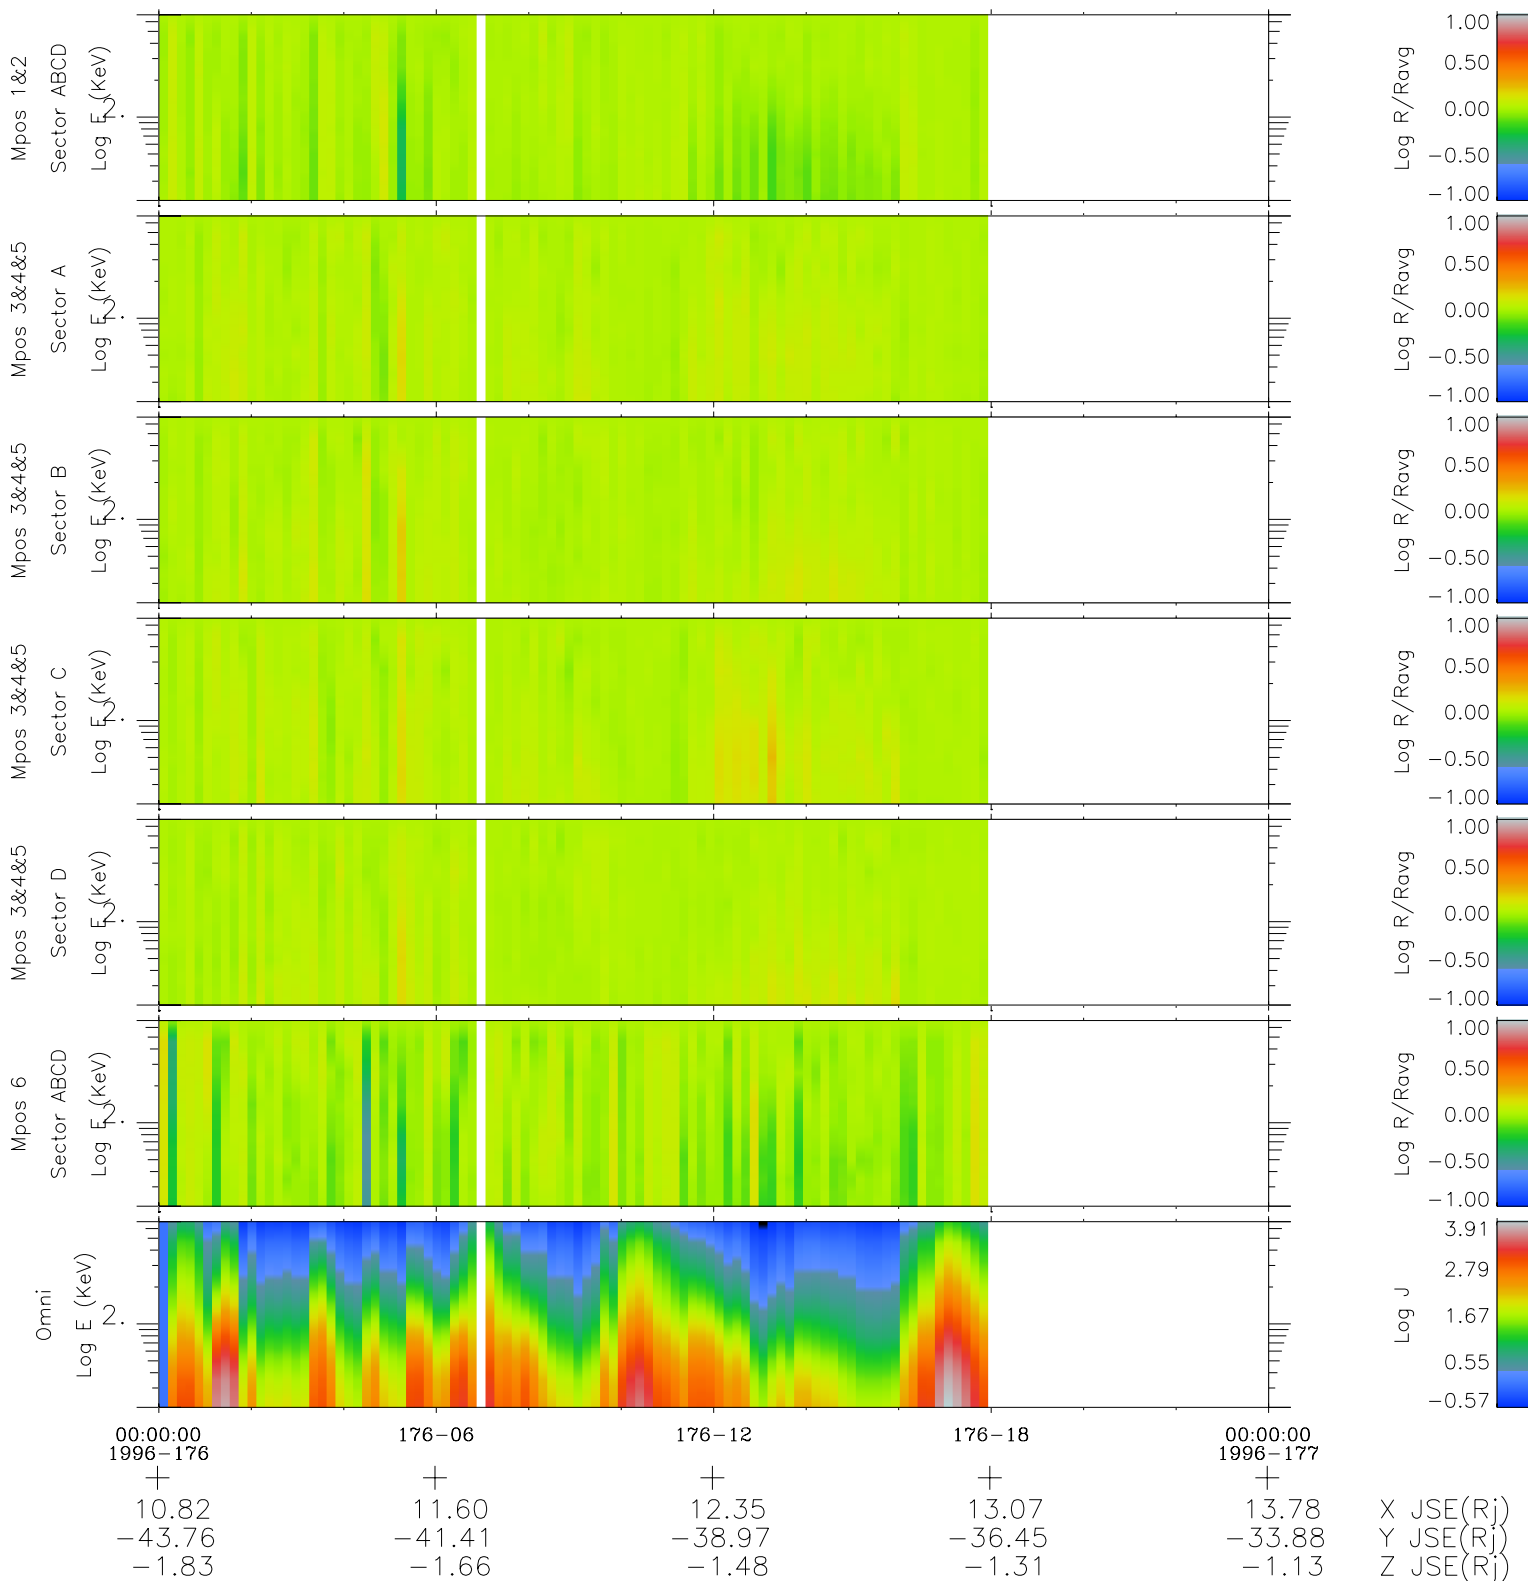 Mpos 1&2
Sector ABCD
Log E (KeV)
2.
1.00
0.50
0.00
-0.50
-1.00
Log R/Ravg
Mpos 3&4&5
Sector A
Log E (KeV)
2.
1.00
0.50
0.00
-0.50
-1.00
Log R/Ravg
Mpos 3&4&5
Sector B
Log E (KeV)
2.
1.00
0.50
0.00
-0.50
-1.00
Log R/Ravg
Mpos 3&4&5
Sector C
Log E (KeV)
2.
1.00
0.50
0.00
-0.50
-1.00
Log R/Ravg
Mpos 3&4&5
Sector D
Log E (KeV)
2.
1.00
0.50
0.00
-0.50
-1.00
Log R/Ravg
Mpos 6
Sector ABCD
Log E (KeV)
2.
1.00
0.50
0.00
-0.50
-1.00
Log R/Ravg
Omni
Log E (KeV)
2.
3.91
2.79
1.67
0.55
-0.57
Log J
00:00:00 176-06 176-12 176-18 00:00:00
1996-176 1996-177
10.82 11.60 12.35 13.07 13.78 X JSE(Rj)
-43.76 -41.41 -38.97 -36.45 -33.88 Y JSE(Rj)
-1.83 -1.66 -1.48 -1.31 -1.13 Z JSE(Rj)